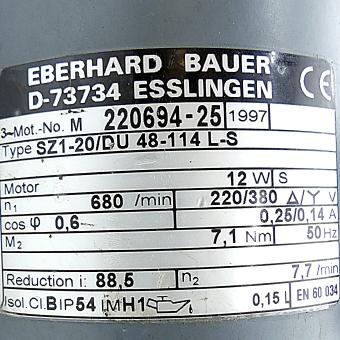 EBERHARD BAUER
D-73734 ESSLINGEN CE
3~Mot.-No. M 220694-25 1997
Type SZ1-20/DU 48-114 L-S
Motor 12 W S
n1 680 /min 220/380 Δ/Y V
cos φ 0,6 0,25/0,14 A
M2 7,1 Nm 50 Hz
Reduction i: 88,5 n2 7,7 /min
Isol.Cl.B IP54 LMH1 0,15 L EN 60 034